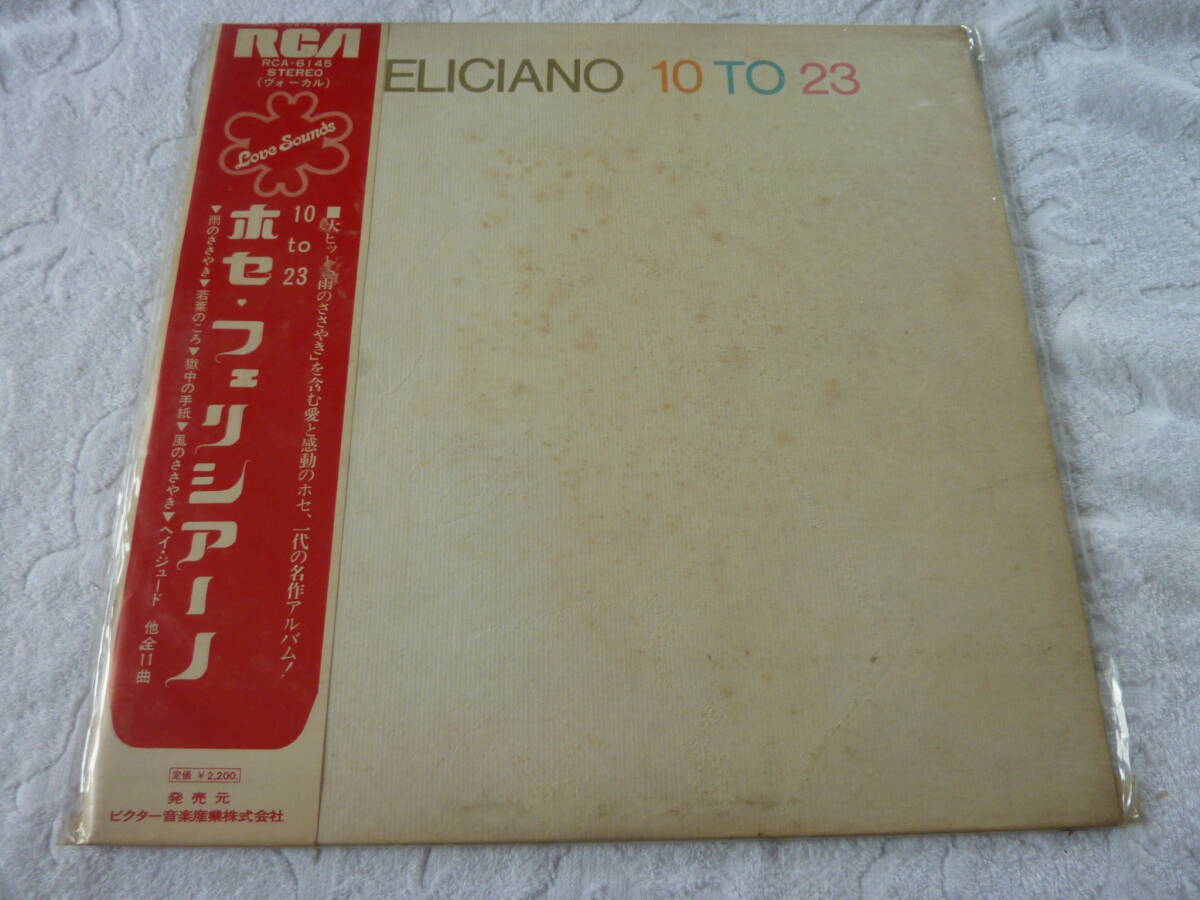 RCA
RCA-6145
STEREO
(ヴォーカル)
Love Sounds
ELICIANO 10 TO 23
10 to 23
■大ヒット「雨のささやき」を含む愛と感動のホセ、一代の名作アルバム!
ホセ・フェリシアーノ
▼雨のささやき▼若葉のころ▼獄中の手紙▼風のささやき▼ヘイ・ジュード 他全11曲
定価 ¥2,200.
発売元
ビクター音楽産業株式会社